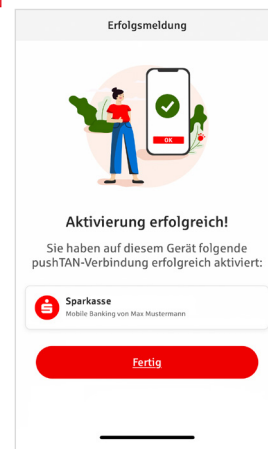 Erfolgsmeldung
OK
Aktivierung erfolgreich!
Sie haben auf diesem Gerät folgende
pushTAN-Verbindung erfolgreich aktiviert:
Sparkasse
Mobile Banking von Max Mustermann
Fertig